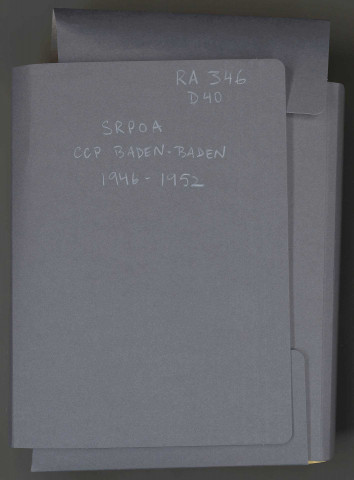 RA 346
D40
SRPOA
CCP BADEN-BADEN
1946-1952